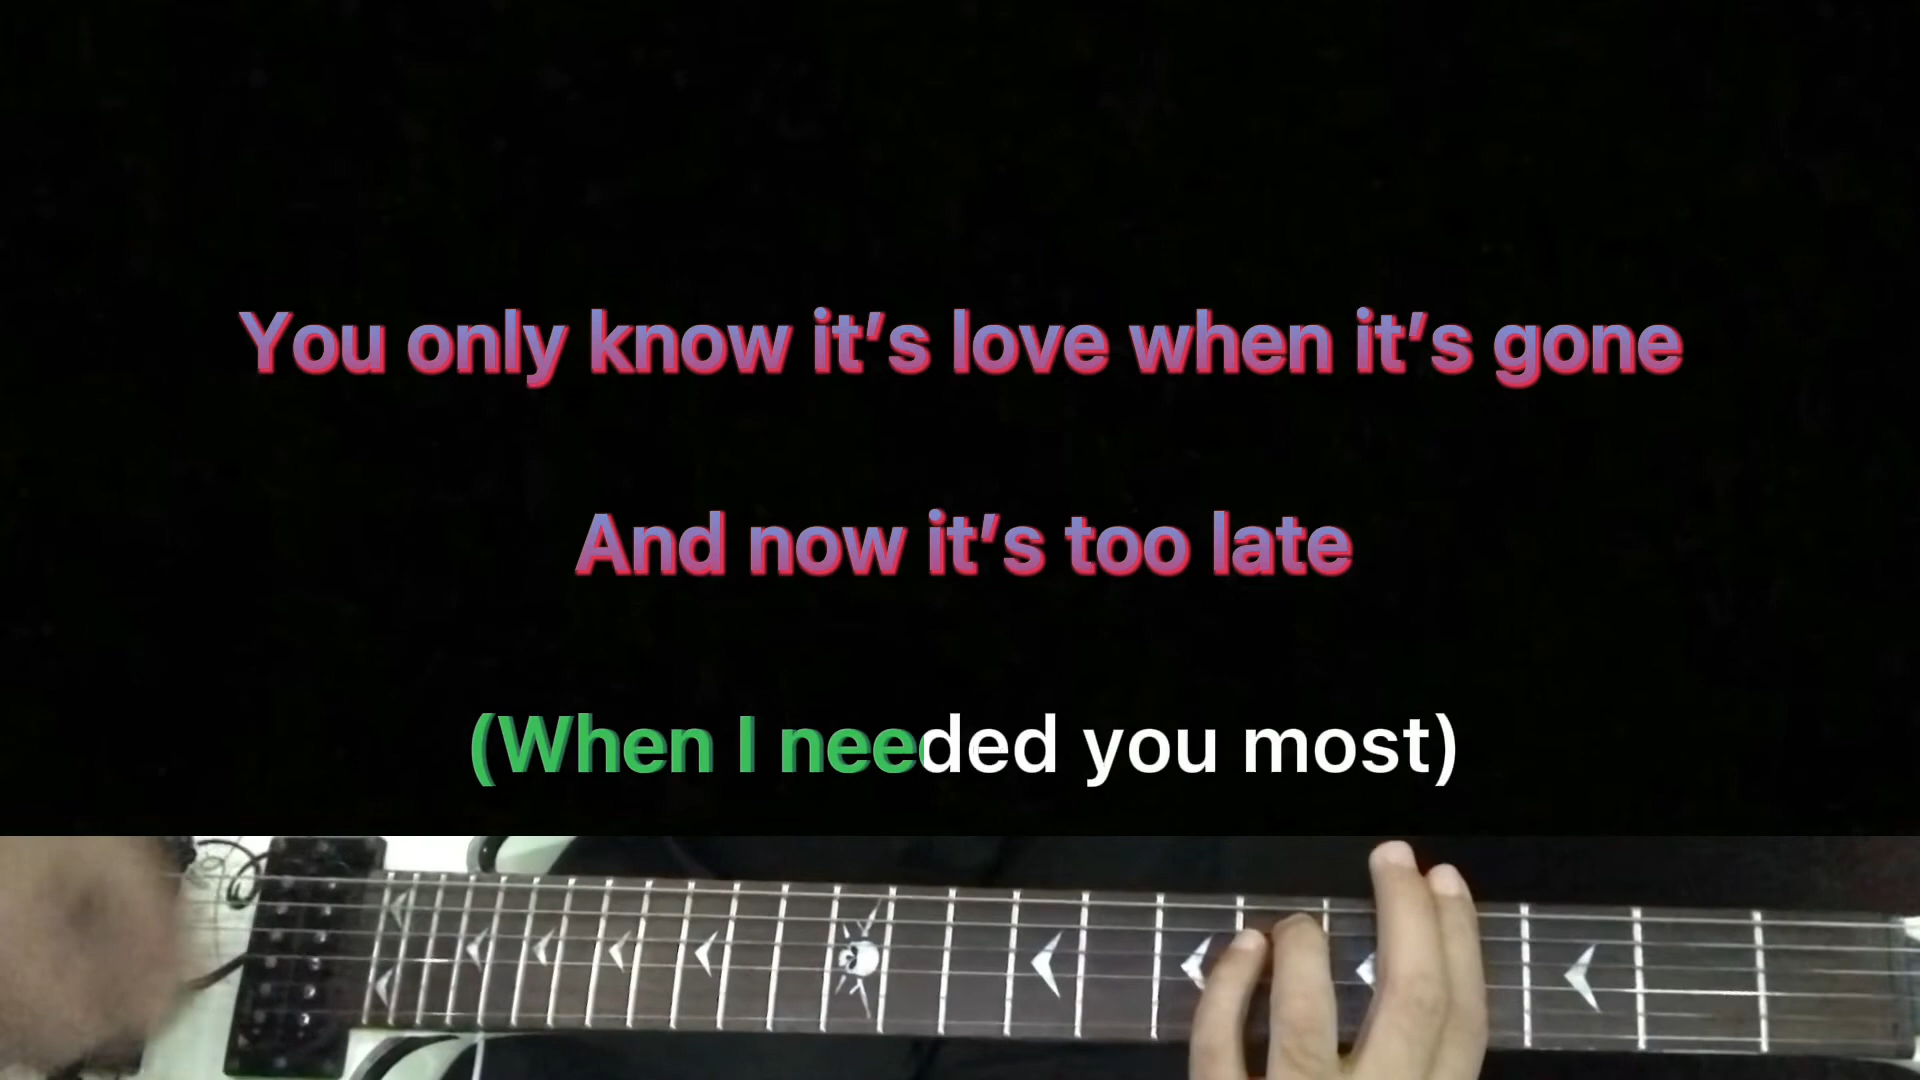 You only know it’s love when it’s gone
And now it’s too late
(When I needed you most)